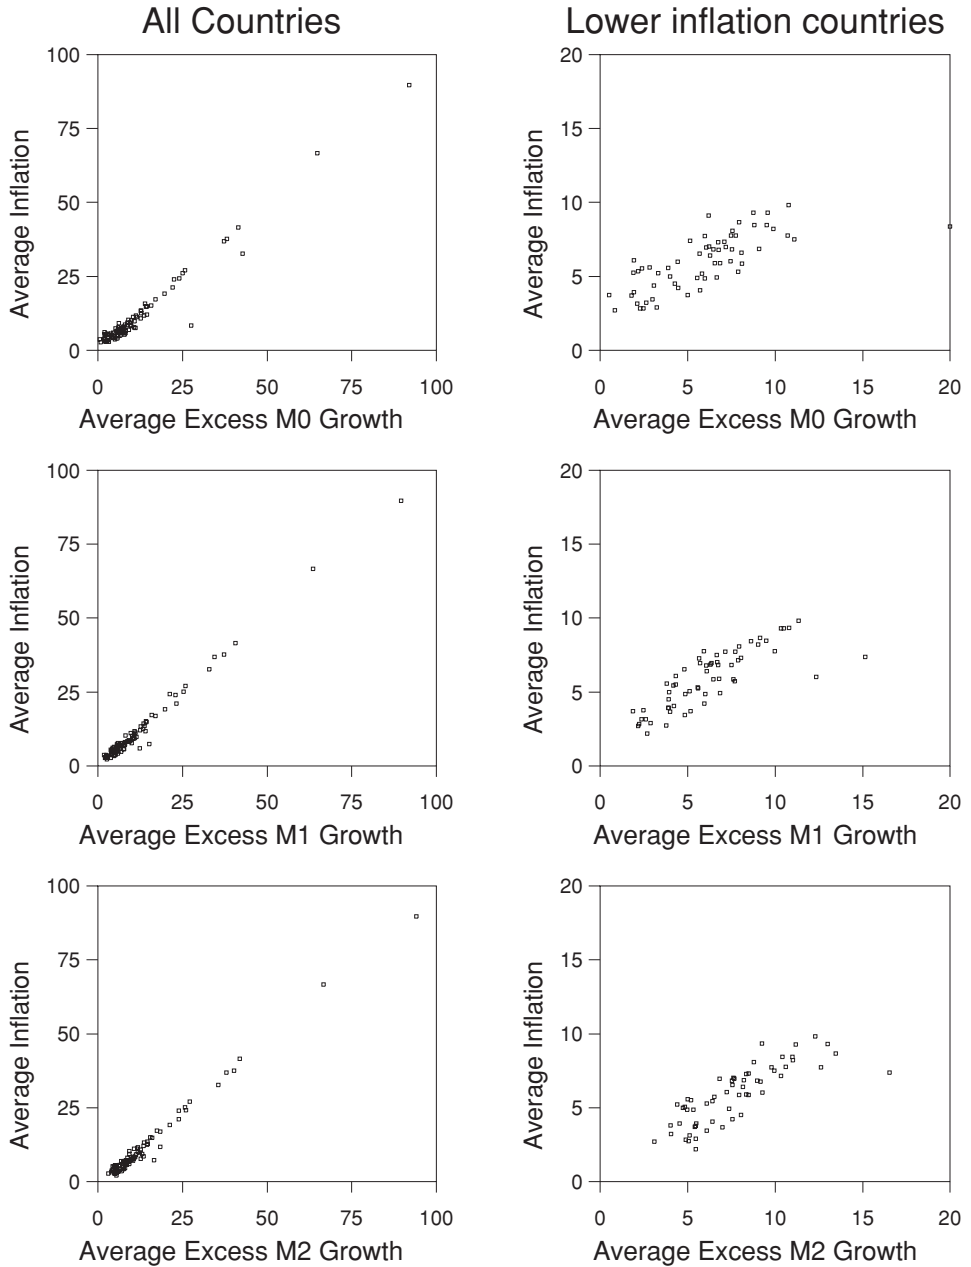 All Countries
Lower inflation countries
100
75
50
25
0
Average Inflation
0 25 50 75 100
Average Excess M0 Growth
20
15
10
5
0
Average Inflation
0 5 10 15 20
Average Excess M0 Growth
100
75
50
25
0
Average Inflation
0 25 50 75 100
Average Excess M1 Growth
20
15
10
5
0
Average Inflation
0 5 10 15 20
Average Excess M1 Growth
100
75
50
25
0
Average Inflation
0 25 50 75 100
Average Excess M2 Growth
20
15
10
5
0
Average Inflation
0 5 10 15 20
Average Excess M2 Growth